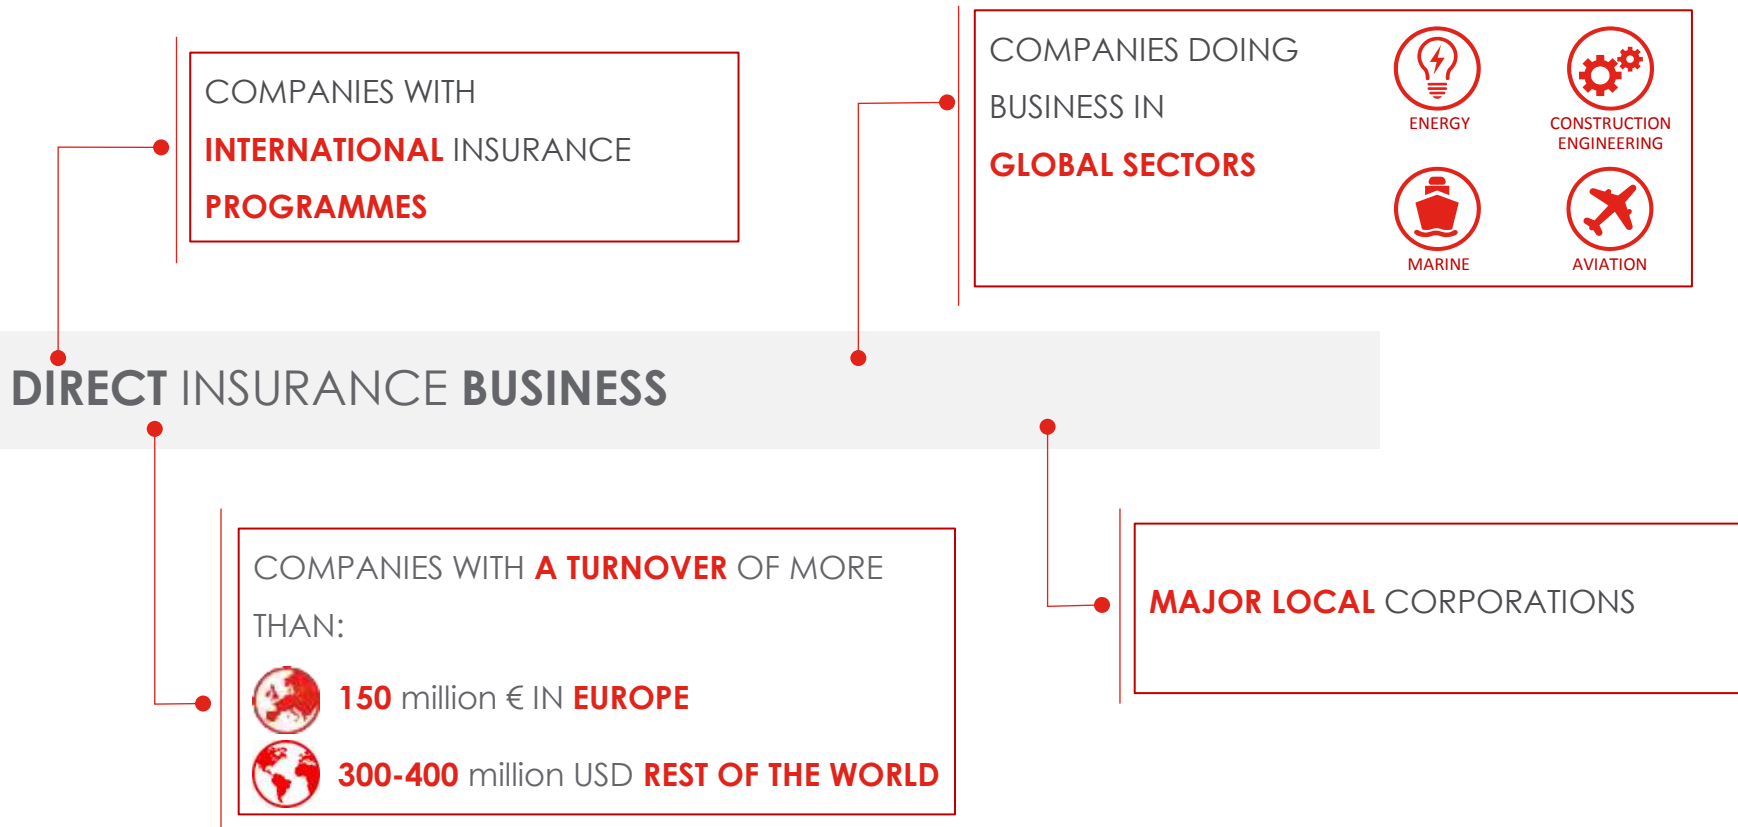 COMPANIES WITH
INTERNATIONAL INSURANCE
PROGRAMMES
COMPANIES DOING
BUSINESS IN
GLOBAL SECTORS
ENERGY
CONSTRUCTION
ENGINEERING
MARINE
AVIATION
DIRECT INSURANCE BUSINESS
COMPANIES WITH A TURNOVER OF MORE
THAN:
150 million € IN EUROPE
300-400 million USD REST OF THE WORLD
MAJOR LOCAL CORPORATIONS